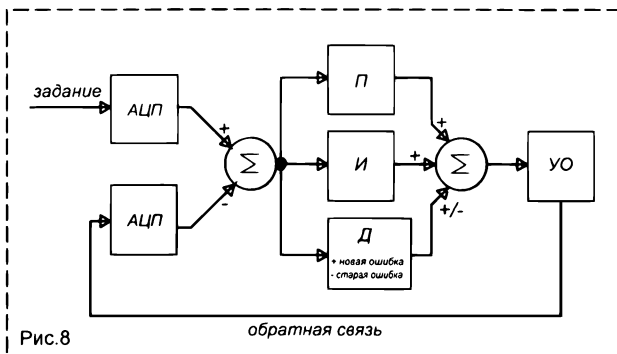 задание
АЦП
+
Σ
-
АЦП
П
И
Д
+ новая ошибка
- старая ошибка
+
+
+/-
Σ
УО
обратная связь
Рис.8